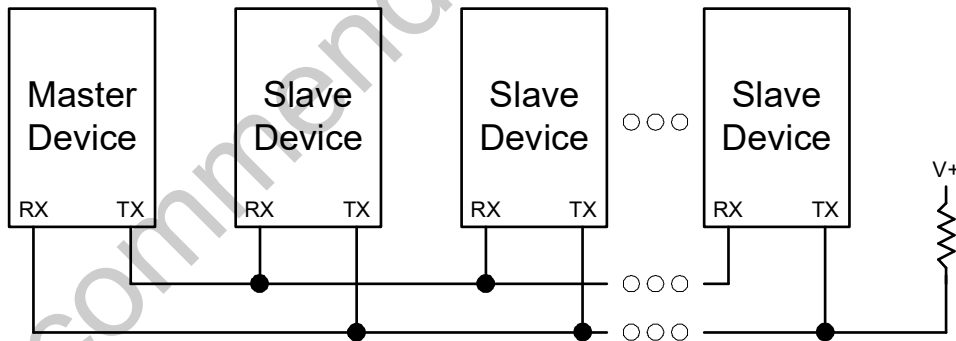 Master
Device
Slave
Device
Slave
Device
Slave
Device
RX TX
RX TX
RX TX
RX TX
V+